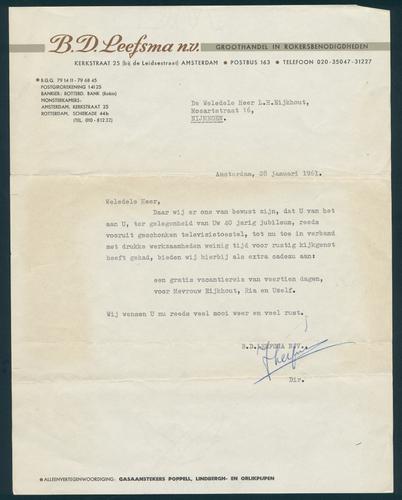 B.D. Leefsma n.v.
GROOTHANDEL IN ROKERSBENODIGDHEDEN
KERKSTRAAT 25 (bij de Leidsestraat) AMSTERDAM • POSTBUS 163 • TELEFOON 020-35047-31227
• B.G.G. 79 14 11 - 79 68 45
POSTGIROREKENING 14125
BANKIER: ROTTERD. BANK (Rokin)
MONSTERKAMERS:
AMSTERDAM, KERKSTRAAT 25
ROTTERDAM, SCHIEKADE 44b
(Tel. 010 - 81232)
De Weledele Heer L.H.Eijkhout,
Mozartstraat 16,
NIJMEGEN.
Amsterdam, 28 januari 1961.
Weledele Heer,
Daar wij er ons van bewust zijn, dat U van het
aan U, ter gelegenheid van Uw 40 jarig jubileum, reeds
vooruit geschonken televisietoestel, tot nu toe in verband
met drukke werkzaamheden weinig tijd voor rustig kijkgenot
heeft gehad, bieden wij hierbij als extra cadeau aan:
een gratis vacantiereis van veertien dagen,
voor Mevrouw Eijkhout, Ria en Uzelf.
Wij wensen U nu reeds veel mooi weer en veel rust.
B.D.LEEFSMA N.V.
Dir.
• ALLEENVERTEGENWOORDIGING: GASAANSTEKERS POPPELL, LINDBERGH- EN ORLIKPIJPEN